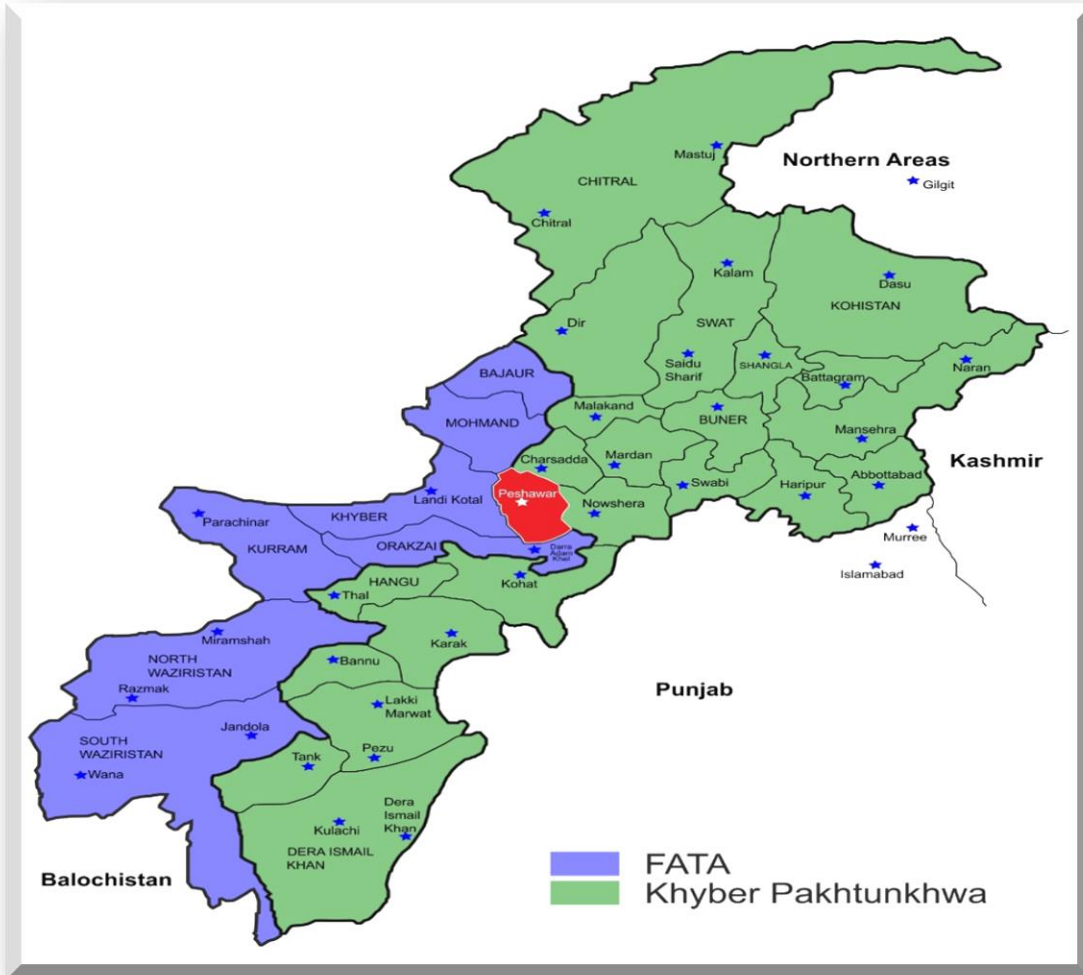 Mastuj
Northern Areas
Gilgit
CHITRAL
Chitral
Kalam
Dasu
KOHISTAN
Dir
SWAT
Saidu
Sharif
SHANGLA
Naran
BAJAUR
Battagram
Malakand
BUNER
MOHMAND
Mansehra
Charsadda
Mardan
Kashmir
Abbottabad
Swabi
Haripur
Landi Kotal
Peshawar
Nowshera
Parachinar
KHYBER
Murree
KURRAM
ORAKZAI
Darra
Adam
Khel
Islamabad
HANGU
Kohat
Thal
Miramshah
Karak
NORTH
WAZIRISTAN
Bannu
Razmak
Punjab
Lakki
Marwat
Jandola
SOUTH
WAZIRISTAN
Pezu
Tank
Wana
Dera
Ismail
Khan
Kulachi
DERA ISMAIL
KHAN
Balochistan
FATA
Khyber Pakhtunkhwa